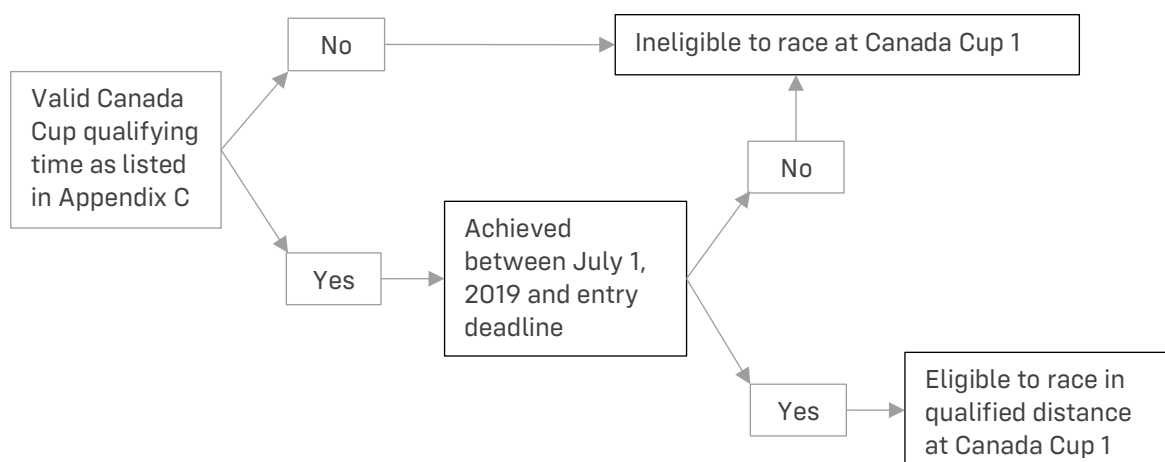 No
Ineligible to race at Canada Cup 1
Valid Canada
Cup qualifying
time as listed
in Appendix C
No
Achieved
between July 1,
2019 and entry
deadline
Yes
Yes
Eligible to race in
qualified distance
at Canada Cup 1